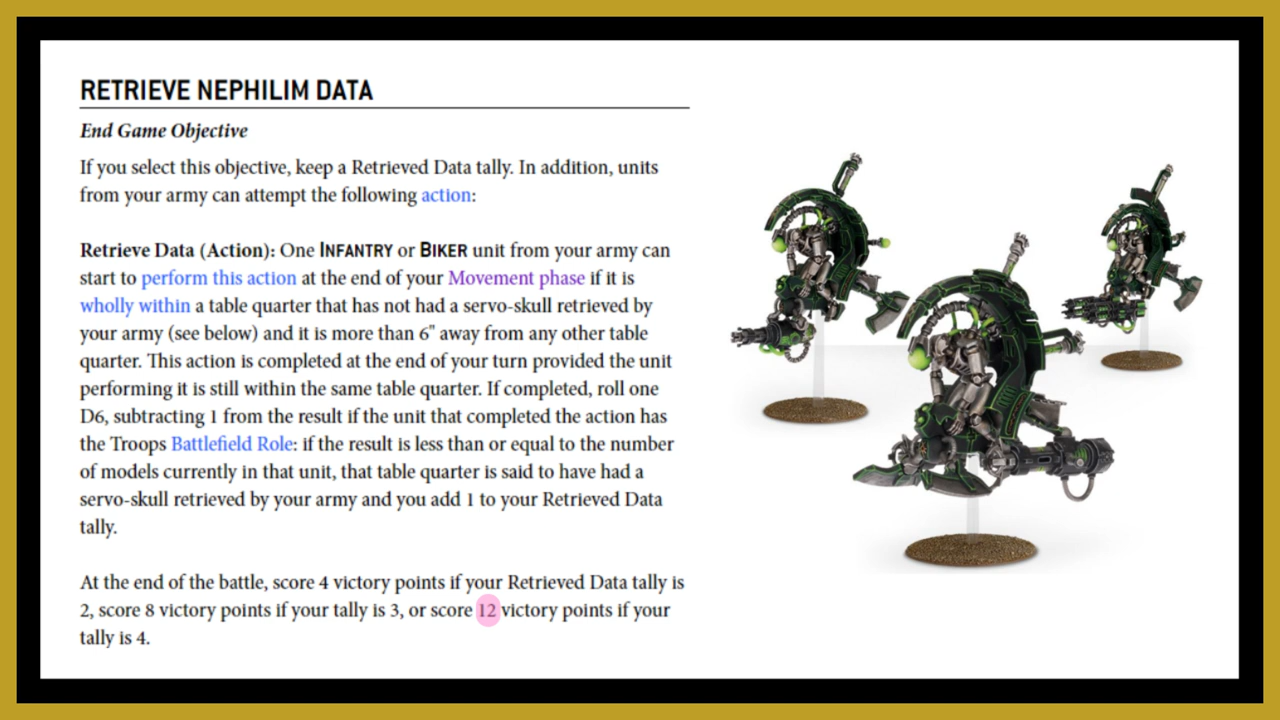 RETRIEVE NEPHILIM DATA
End Game Objective
If you select this objective, keep a Retrieved Data tally. In addition, units
from your army can attempt the following action:
Retrieve Data (Action): One INFANTRY or BIKER unit from your army can
start to perform this action at the end of your Movement phase if it is
wholly within a table quarter that has not had a servo-skull retrieved by
your army (see below) and it is more than 6" away from any other table
quarter. This action is completed at the end of your turn provided the unit
performing it is still within the same table quarter. If completed, roll one
D6, subtracting 1 from the result if the unit that completed the action has
the Troops Battlefield Role: if the result is less than or equal to the number
of models currently in that unit, that table quarter is said to have had a
servo-skull retrieved by your army and you add 1 to your Retrieved Data
tally.
At the end of the battle, score 4 victory points if your Retrieved Data tally is
2, score 8 victory points if your tally is 3, or score 12 victory points if your
tally is 4.